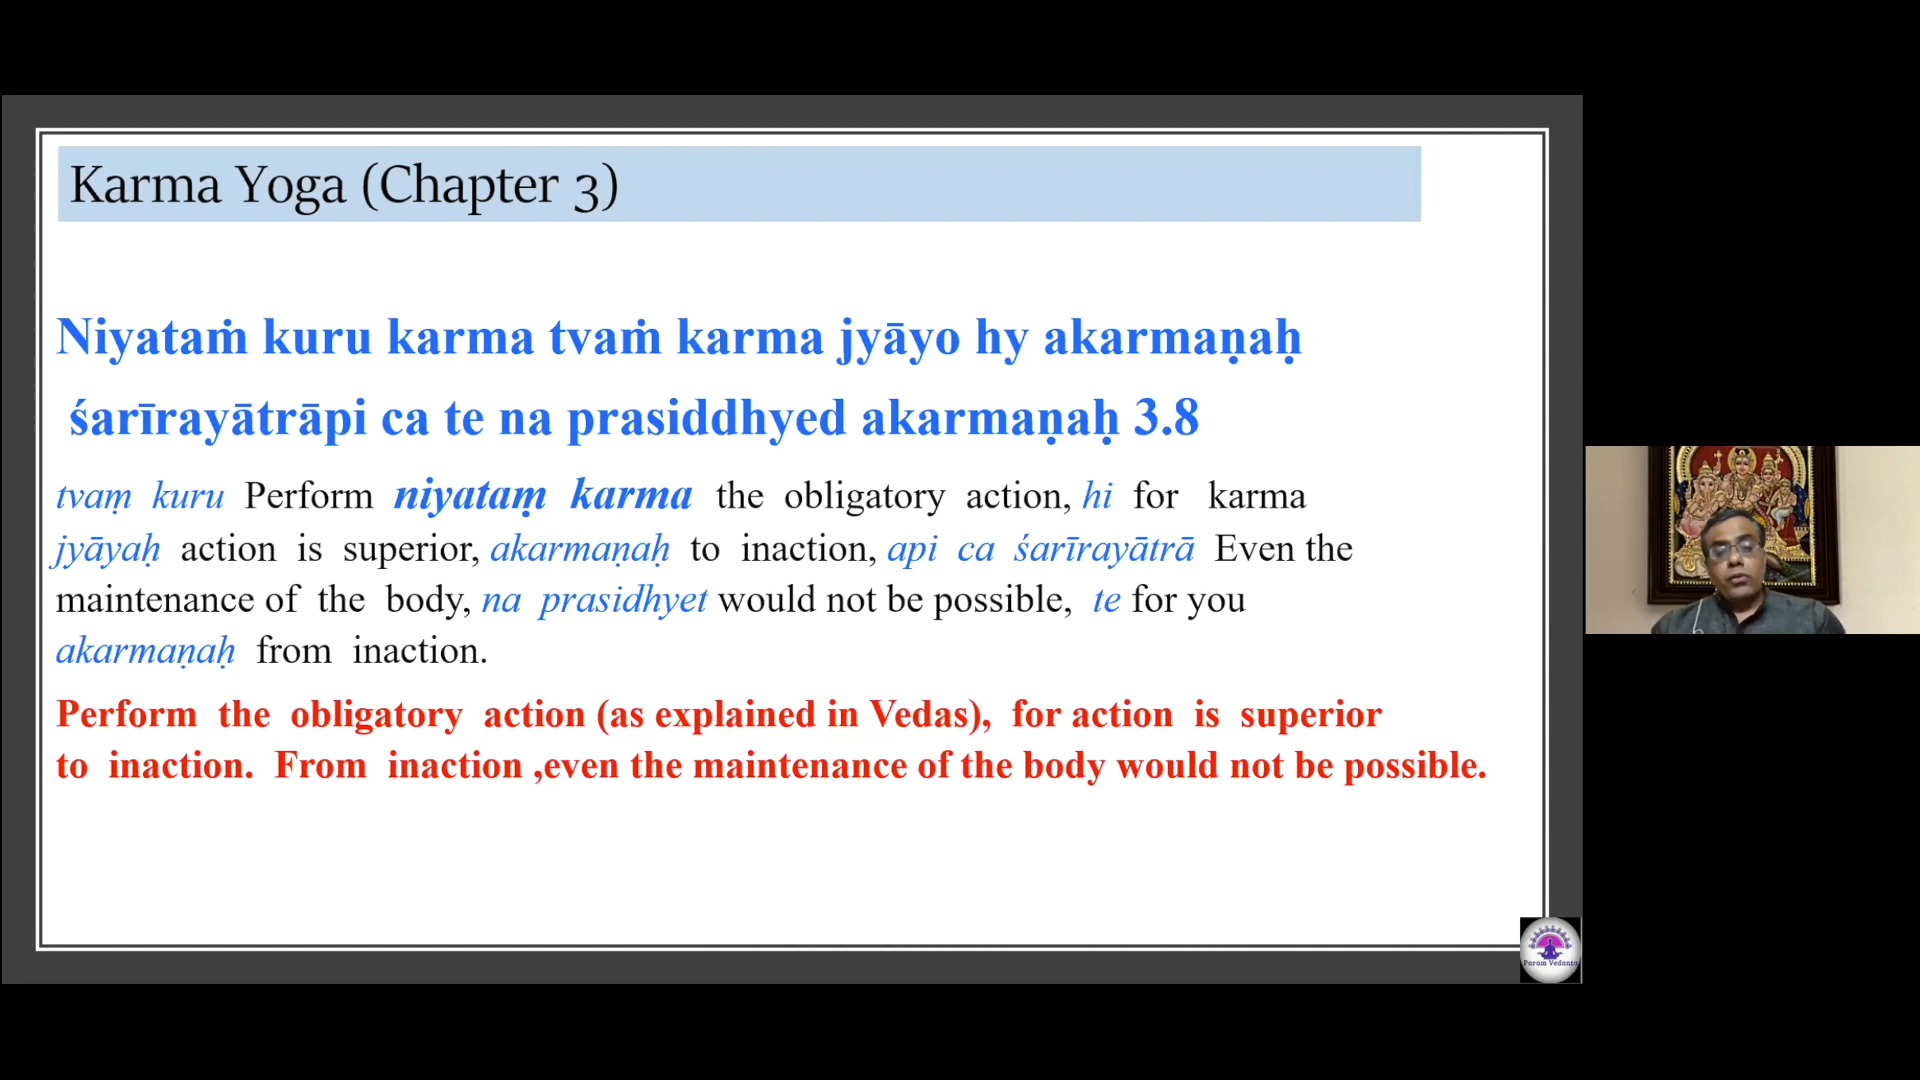 Karma Yoga (Chapter 3)
Niyataṁ kuru karma tvaṁ karma jyāyo hy akarmaṇaḥ
śarīrayātrāpi ca te na prasiddhyed akarmaṇaḥ 3.8
tvaṃ kuru Perform niyataṃ karma the obligatory action, hi for karma
jyāyaḥ action is superior, akarmaṇaḥ to inaction, api ca śarīrayātrā Even the
maintenance of the body, na prasidhyet would not be possible, te for you
akarmaṇaḥ from inaction.
Perform the obligatory action (as explained in Vedas), for action is superior
to inaction. From inaction ,even the maintenance of the body would not be possible.
Param Vedanta